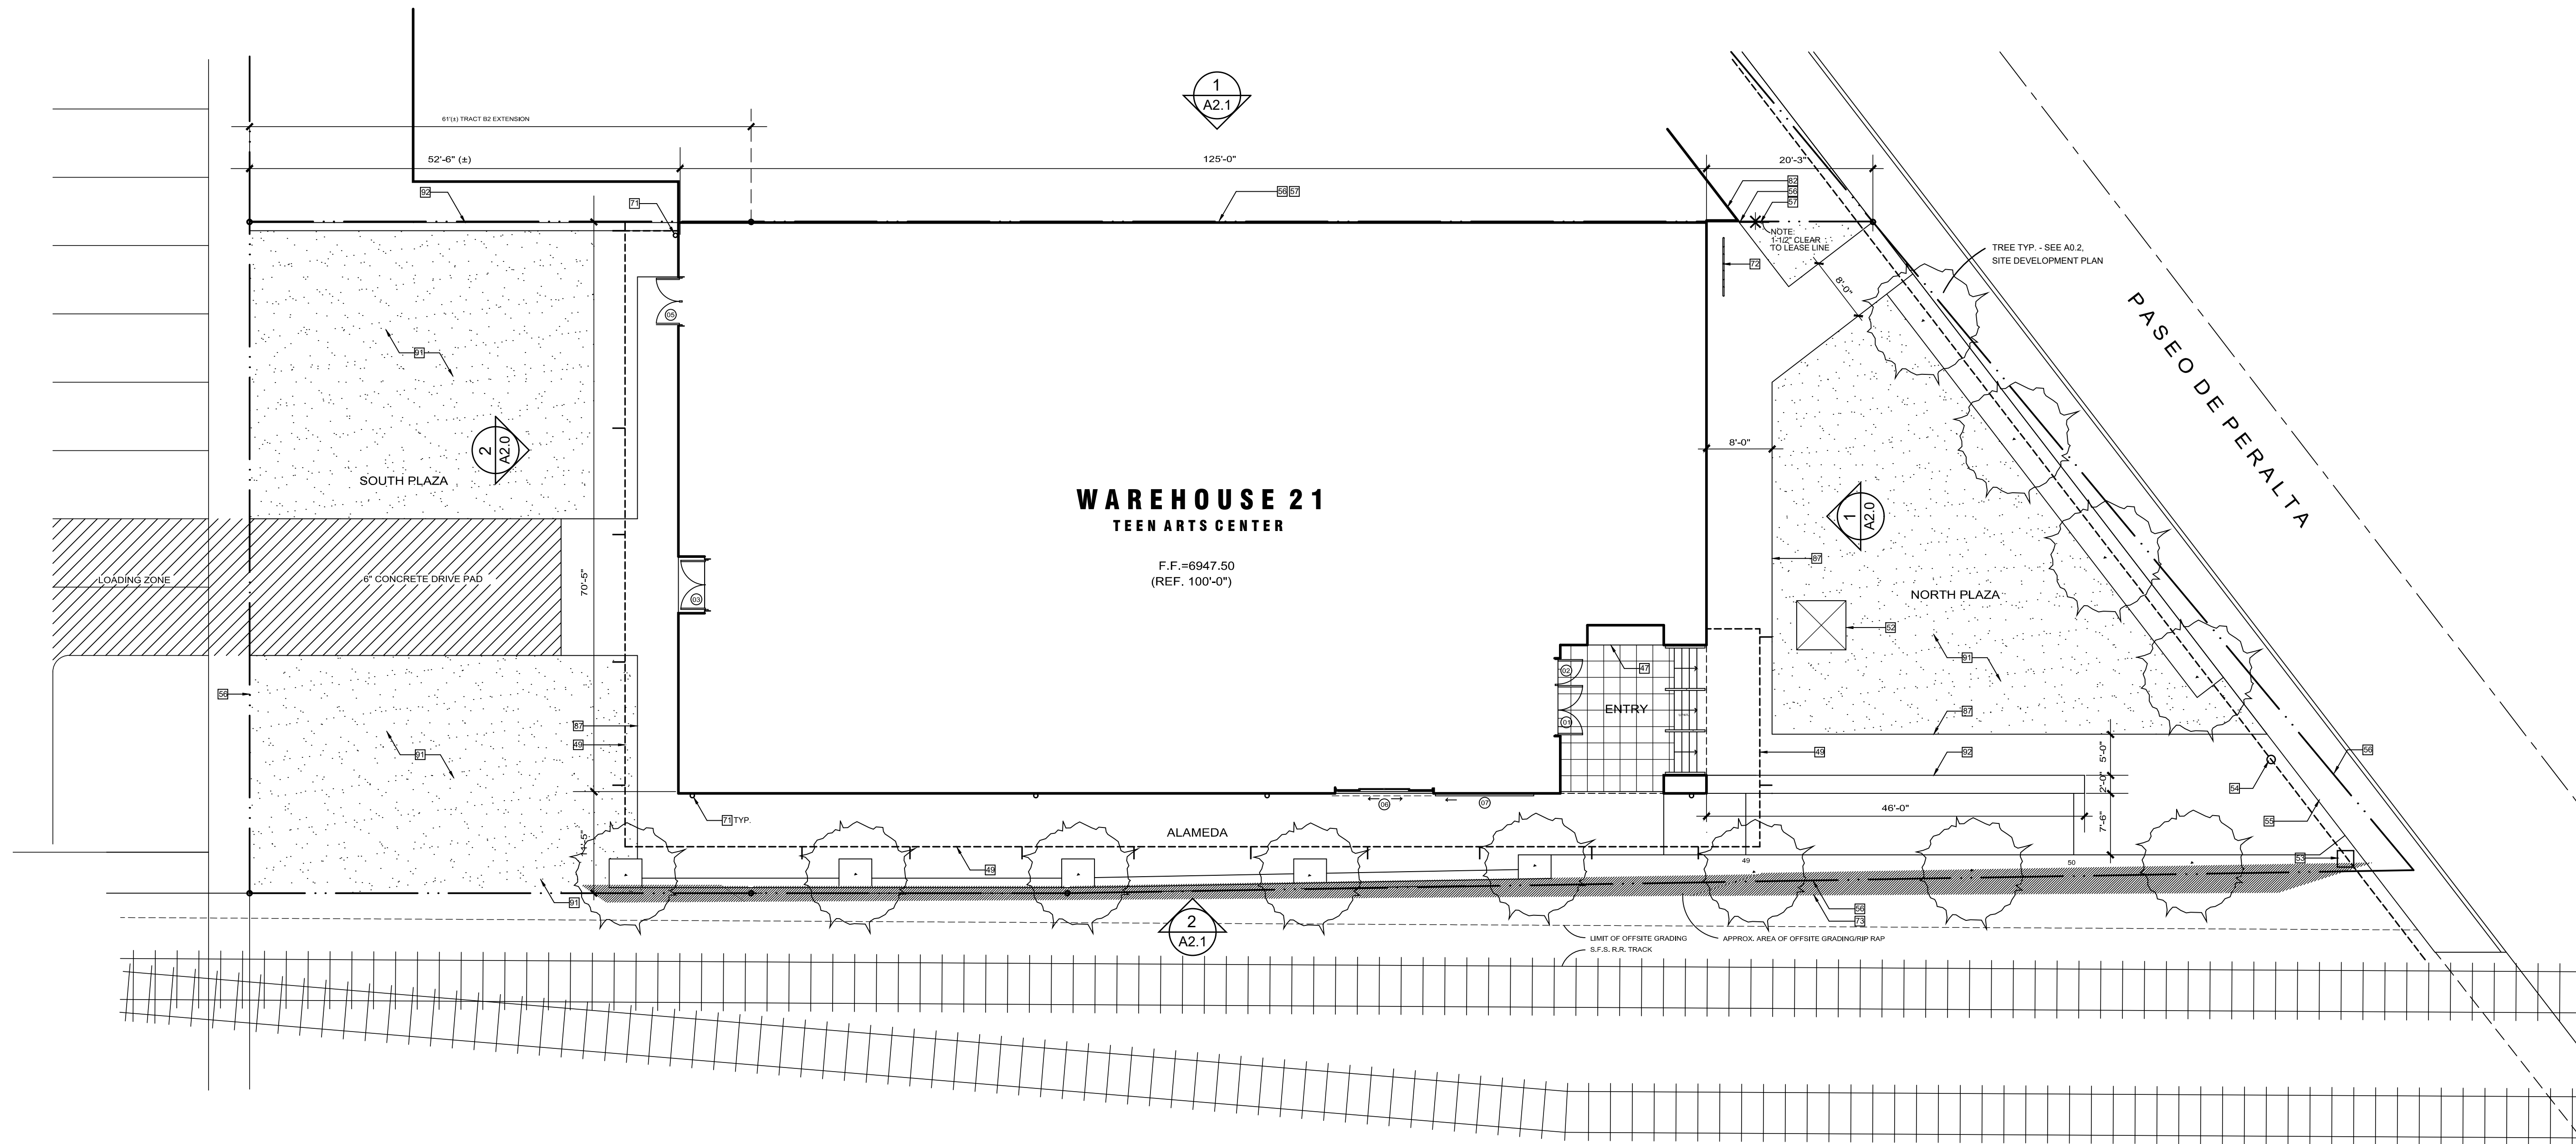 1
A2.1
61'(±) TRACT B2 EXTENSION
52'-6" (±)
125'-0"
20'-3"
92
71
56 57
82
56
57
NOTE:
1-1/2" CLEAR
TO LEASE LINE
72
TREE TYP. - SEE A0.2,
SITE DEVELOPMENT PLAN
8'-0"
PASEO DE PERALTA
05
91
2
A2.0
SOUTH PLAZA
8'-0"
WAREHOUSE 21
TEEN ARTS CENTER
F.F.=6947.50
(REF. 100'-0")
1
A2.0
87
LOADING ZONE
6" CONCRETE DRIVE PAD
70'-5"
03
NORTH PLAZA
52
91
47
02
ENTRY
01
56
87
49
91
87
92
49
5'-0"
2'-0"
7'-6"
56
54
55
53
46'-0"
06
07
71 TYP.
ALAMEDA
11'-5"
49
49
50
91
56
73
2
A2.1
LIMIT OF OFFSITE GRADING
APPROX. AREA OF OFFSITE GRADING/RIP RAP
S.F.S. R.R. TRACK